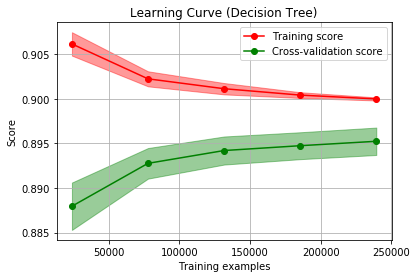 Learning Curve (Decision Tree)
Training score
Cross-validation score
Score
0.905
0.900
0.895
0.890
0.885
50000 100000 150000 200000 250000
Training examples